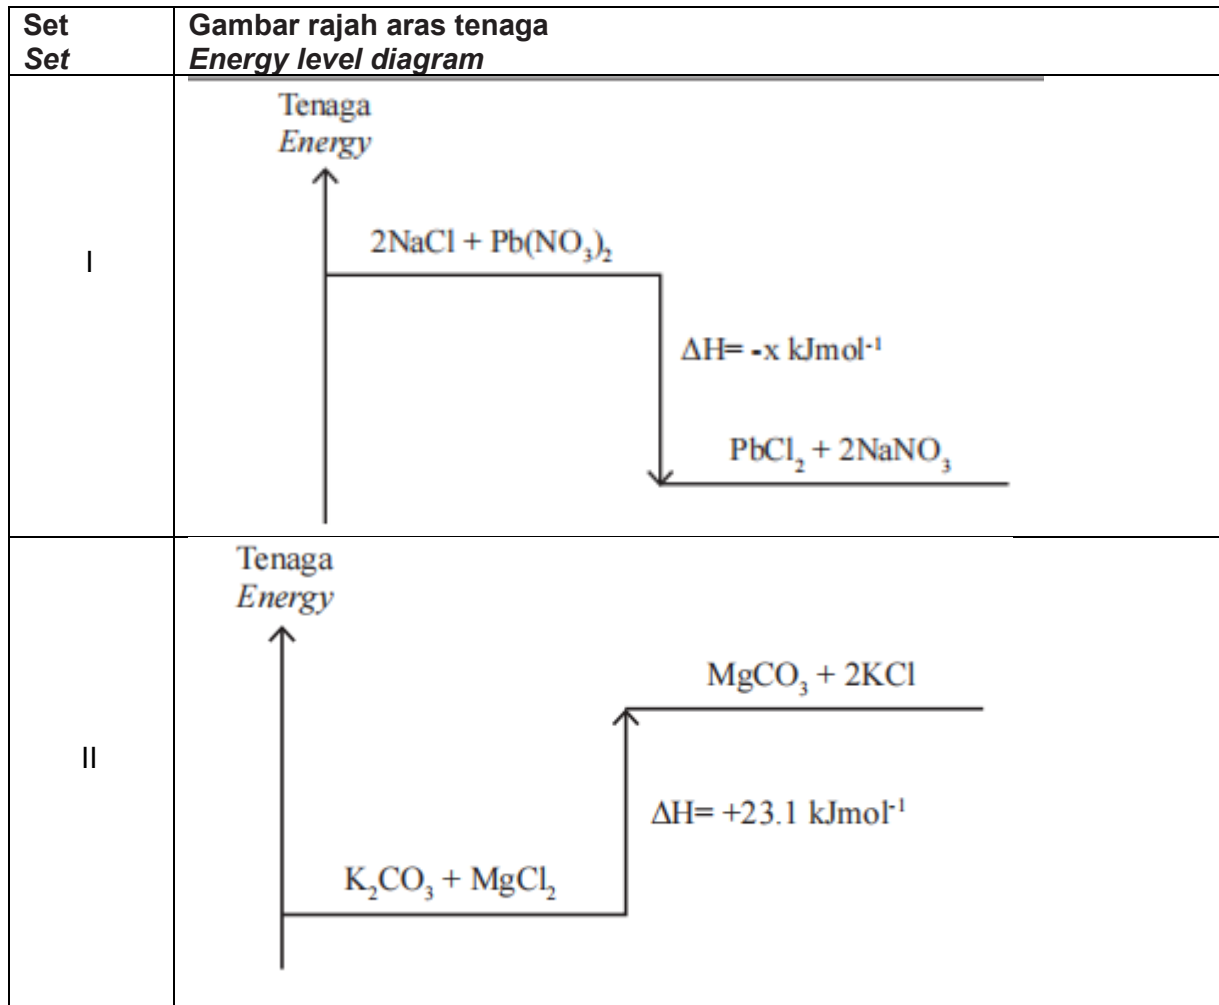 Set Gambar rajah aras tenaga
Set Energy level diagram
I
Tenaga
Energy
2NaCl + Pb(NO₃)₂
ΔH= -x kJmol⁻¹
PbCl₂ + 2NaNO₃
II
Tenaga
Energy
MgCO₃ + 2KCl
ΔH= +23.1 kJmol⁻¹
K₂CO₃ + MgCl₂